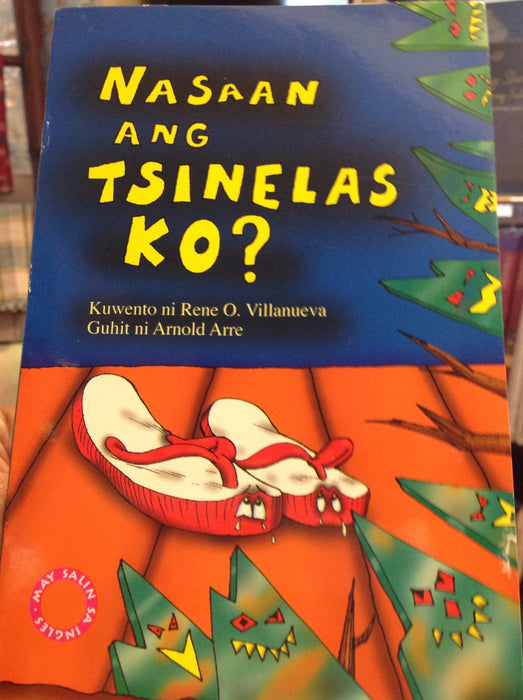 NASAAN
ANG
TSINELAS
KO?
Kuwento ni Rene O. Villanueva
Guhit ni Arnold Arre
MAY SALIN SA INGLES